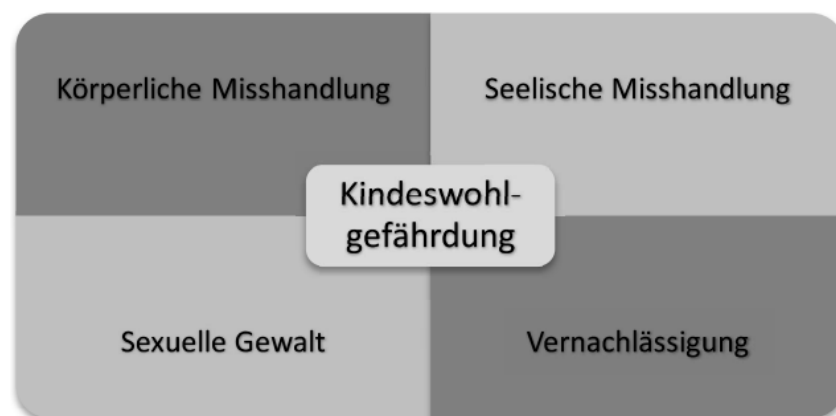 Körperliche Misshandlung
Seelische Misshandlung
Kindeswohl-
gefährdung
Sexuelle Gewalt
Vernachlässigung